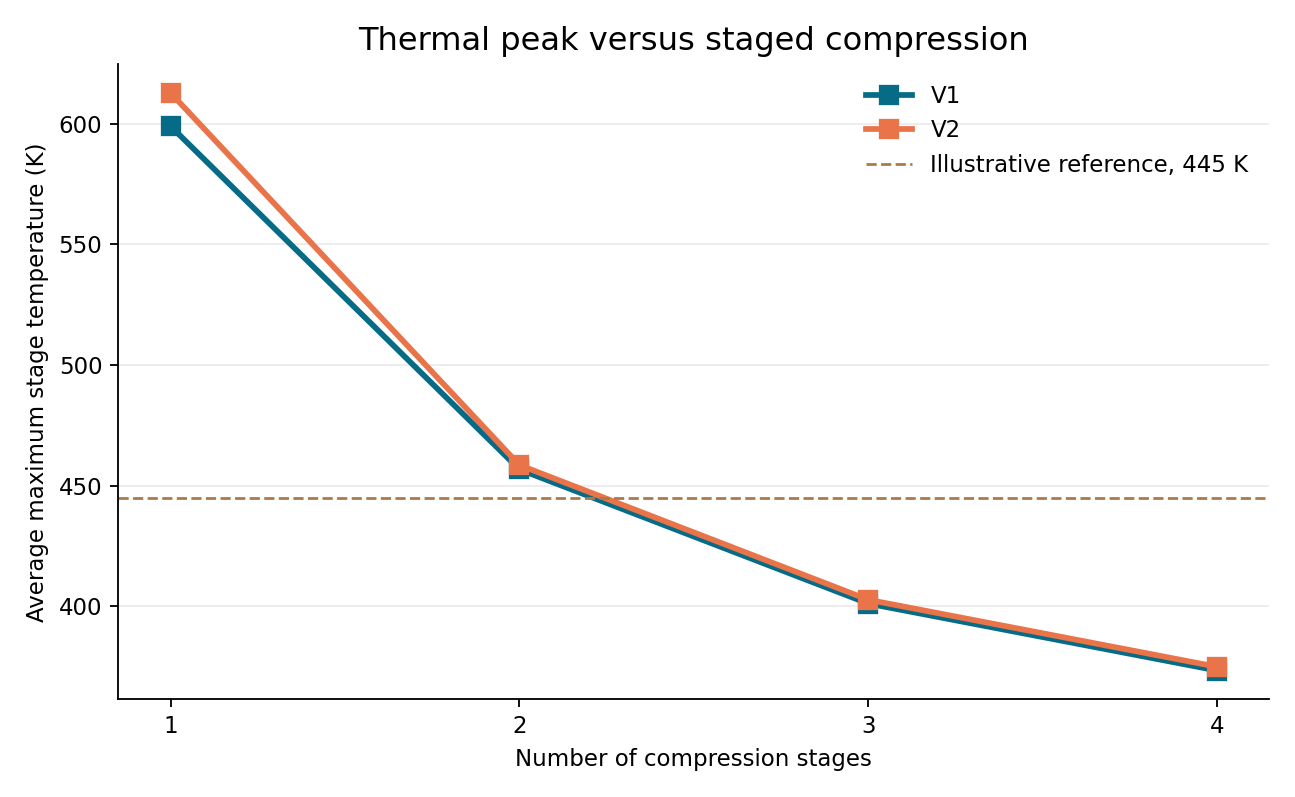 Thermal peak versus staged compression
V1
V2
Illustrative reference, 445 K
Average maximum stage temperature (K)
600
550
500
450
400
1 2 3 4
Number of compression stages